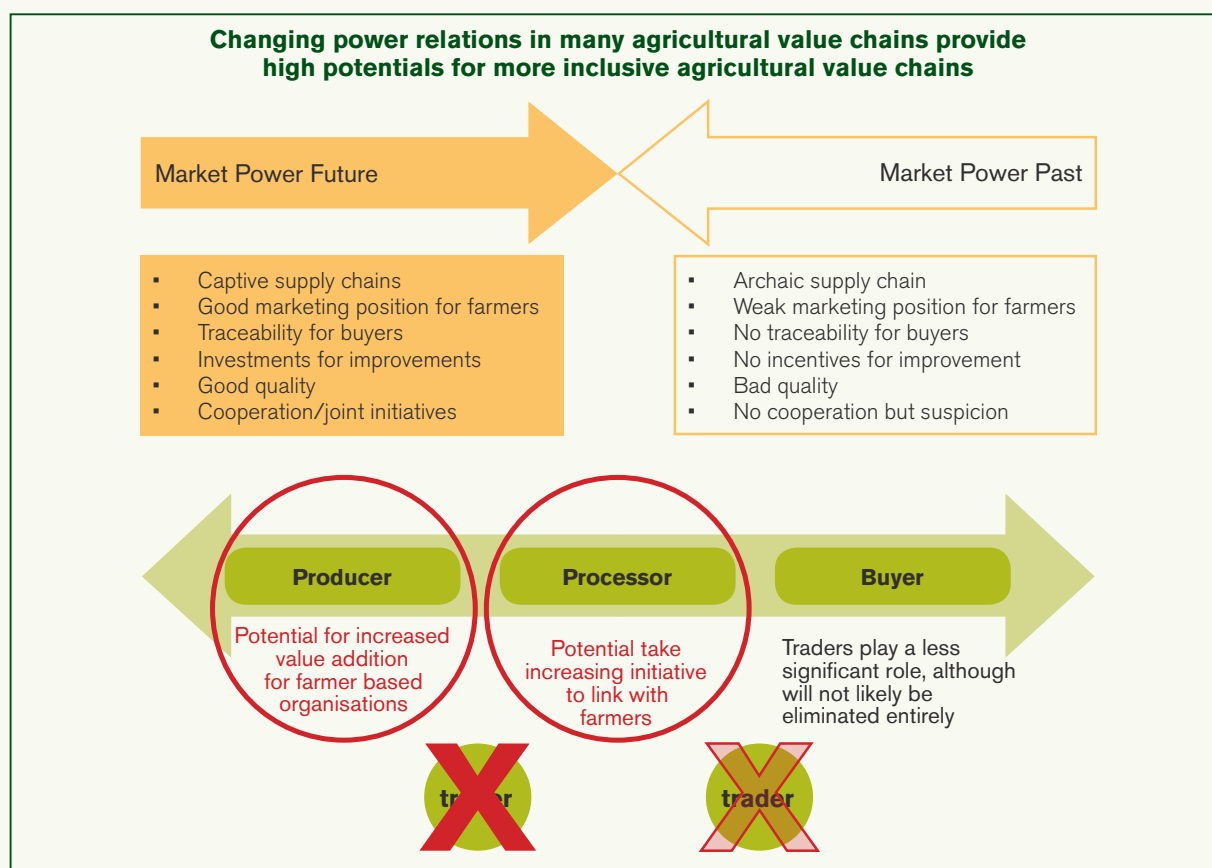 Changing power relations in many agricultural value chains provide
high potentials for more inclusive agricultural value chains
Market Power Future
Market Power Past
▪ Captive supply chains
▪ Good marketing position for farmers
▪ Traceability for buyers
▪ Investments for improvements
▪ Good quality
▪ Cooperation/joint initiatives
▪ Archaic supply chain
▪ Weak marketing position for farmers
▪ No traceability for buyers
▪ No incentives for improvement
▪ Bad quality
▪ No cooperation but suspicion
Producer
Processor
Buyer
Potential for increased
value addition
for farmer based
organisations
Potential take
increasing initiative
to link with
farmers
Traders play a less
significant role, although
will not likely be
eliminated entirely
trader
trader